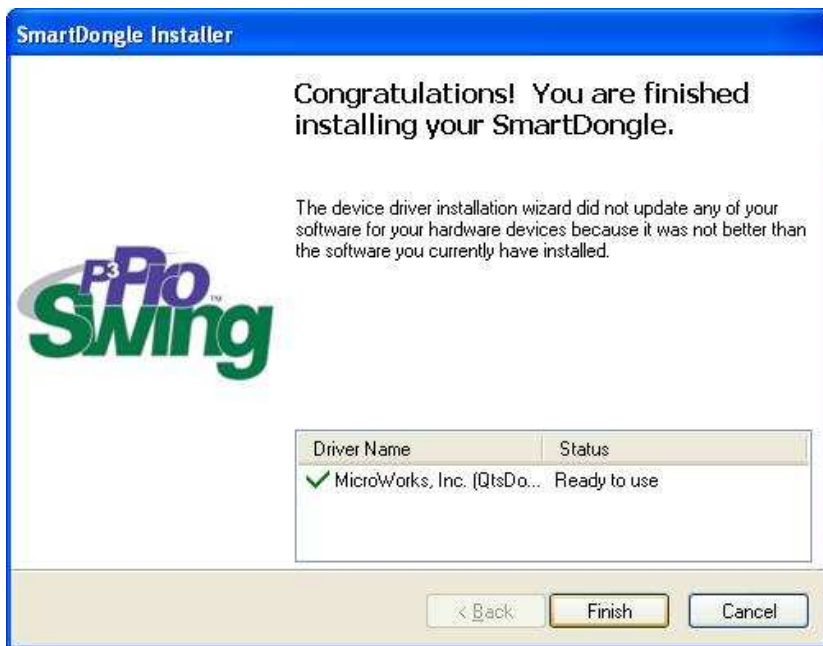 SmartDongle Installer
Congratulations! You are finished
installing your SmartDongle.
The device driver installation wizard did not update any of your
software for your hardware devices because it was not better than
the software you currently have installed.
P3Pro
Swing™
Driver Name Status
MicroWorks, Inc. (QtsDo... Ready to use
< Back Finish Cancel